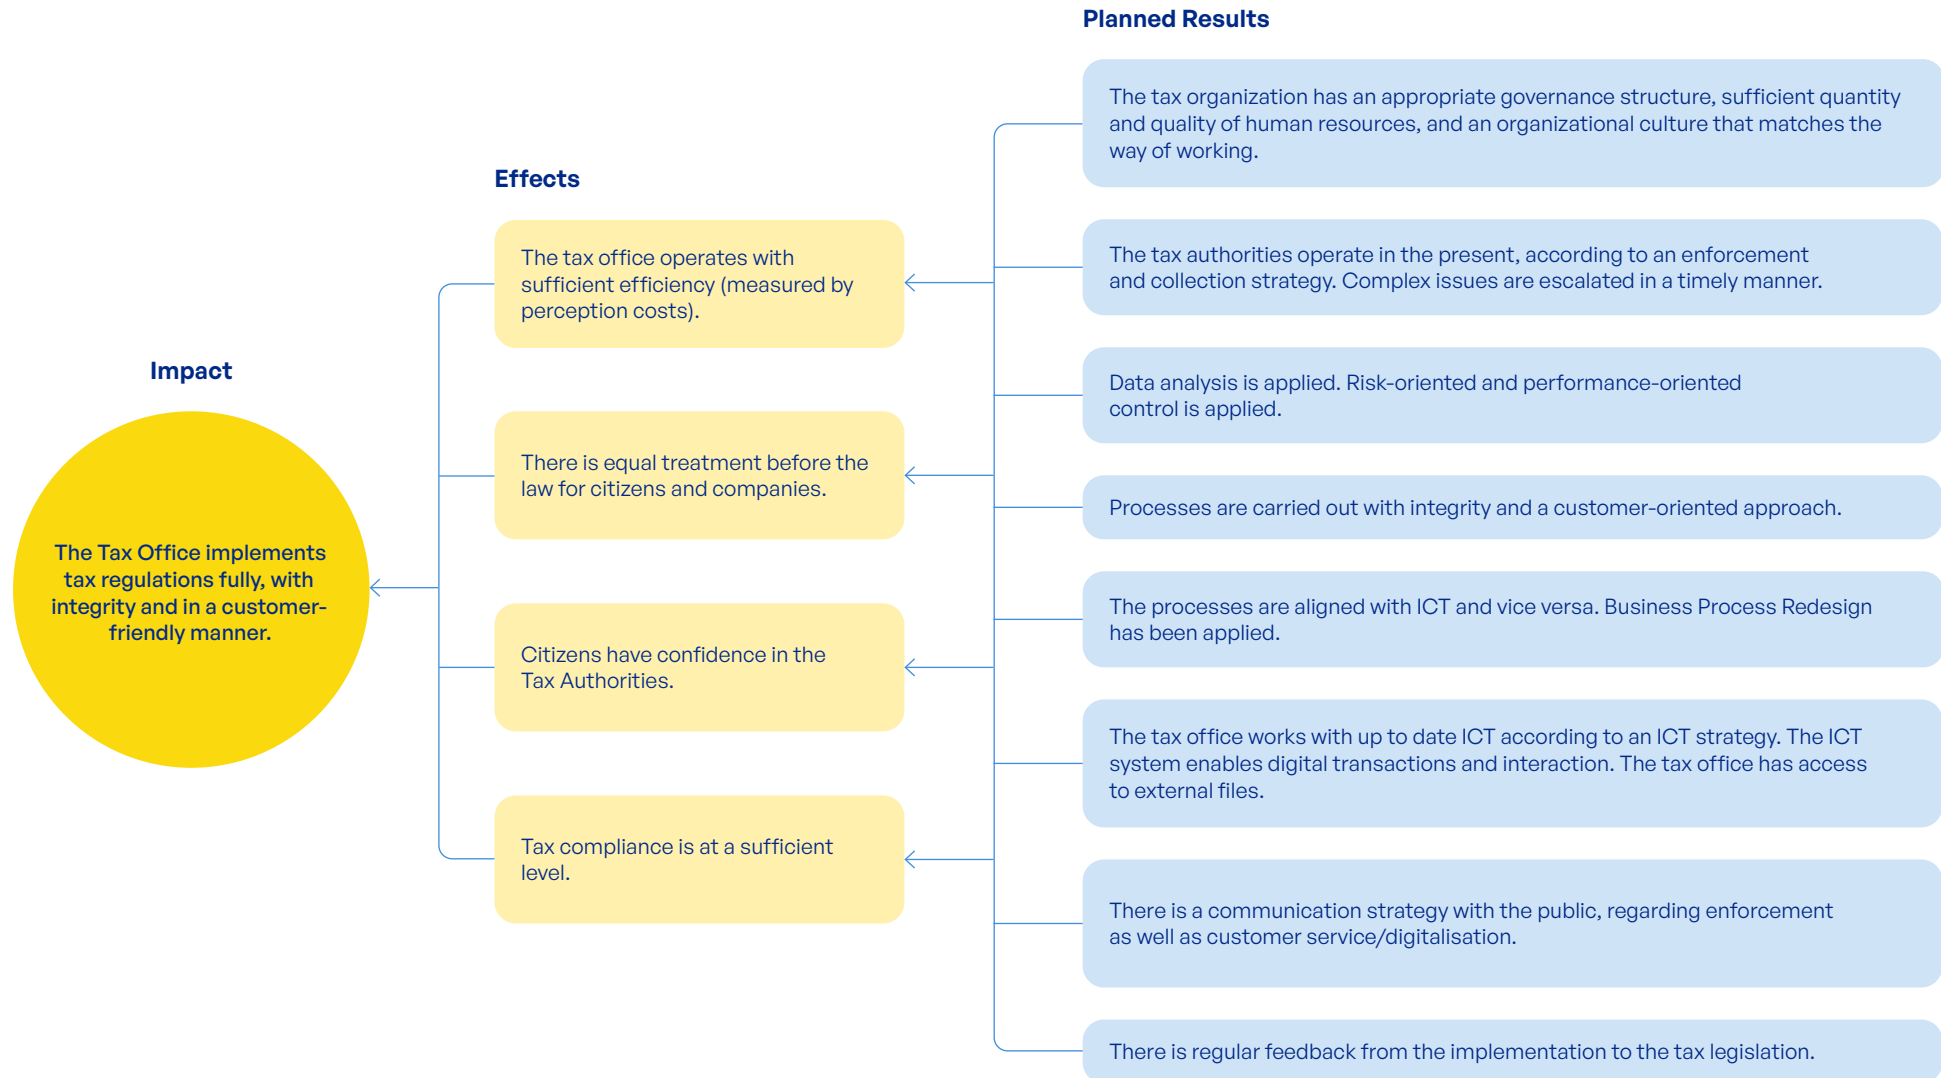 Planned Results
The tax organization has an appropriate governance structure, sufficient quantity
and quality of human resources, and an organizational culture that matches the
way of working.
The tax authorities operate in the present, according to an enforcement
and collection strategy. Complex issues are escalated in a timely manner.
Data analysis is applied. Risk-oriented and performance-oriented
control is applied.
Processes are carried out with integrity and a customer-oriented approach.
The processes are aligned with ICT and vice versa. Business Process Redesign
has been applied.
The tax office works with up to date ICT according to an ICT strategy. The ICT
system enables digital transactions and interaction. The tax office has access
to external files.
There is a communication strategy with the public, regarding enforcement
as well as customer service/digitalisation.
There is regular feedback from the implementation to the tax legislation.
Effects
The tax office operates with
sufficient efficiency (measured by
perception costs).
There is equal treatment before the
law for citizens and companies.
Citizens have confidence in the
Tax Authorities.
Tax compliance is at a sufficient
level.
Impact
The Tax Office implements
tax regulations fully, with
integrity and in a customer-
friendly manner.